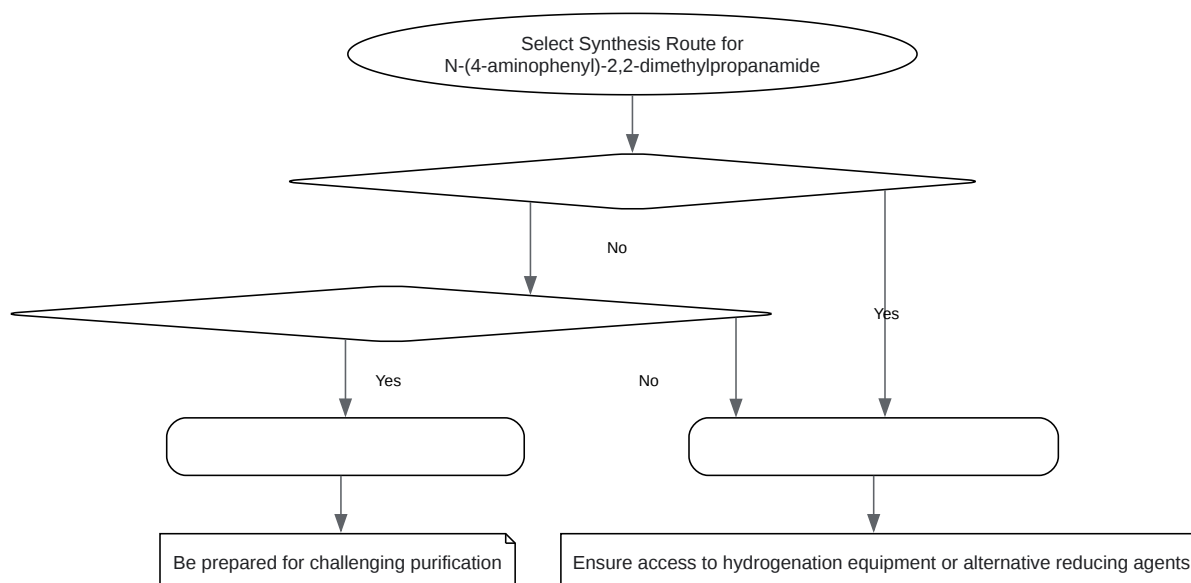 Select Synthesis Route for
N-(4-aminophenyl)-2,2-dimethylpropanamide
No
Yes
Yes
No
Be prepared for challenging purification
Ensure access to hydrogenation equipment or alternative reducing agents